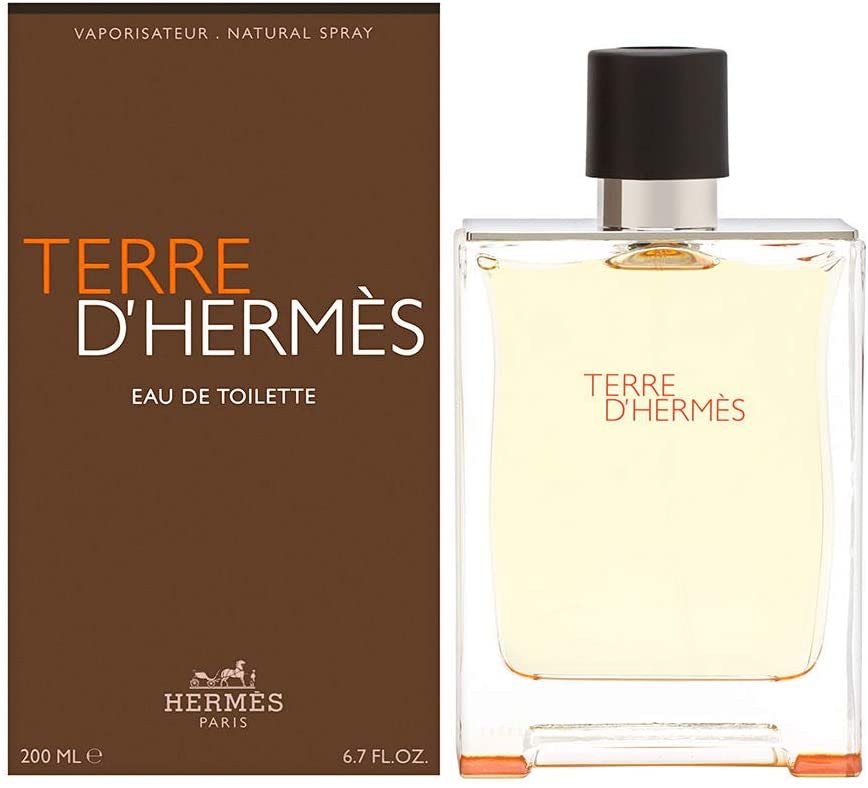 VAPORISATEUR . NATURAL SPRAY
TERRE
D'HERMÈS
EAU DE TOILETTE
HERMÈS
PARIS
200 ML ℮
6.7 FL.OZ.
TERRE
D'HERMÈS